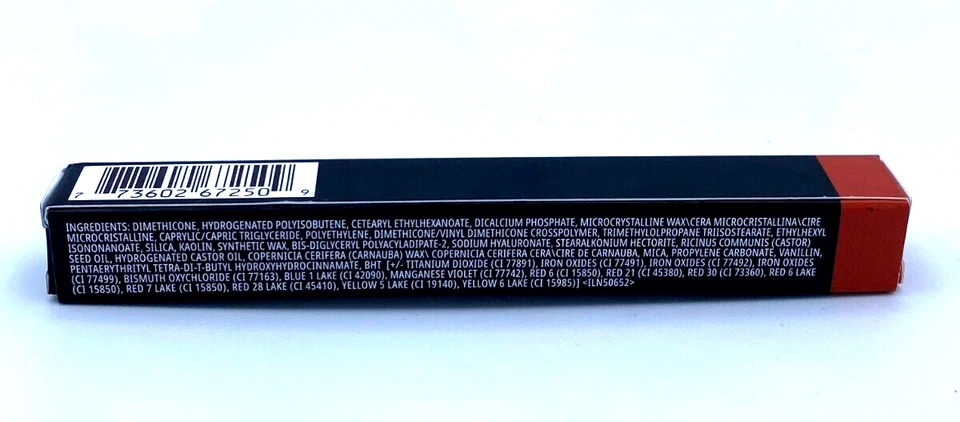 7 73602 67250 9
INGREDIENTS: DIMETHICONE, HYDROGENATED POLYISOBUTENE, CETEARYL ETHYLHEXANOATE, DICALCIUM PHOSPHATE, MICROCRYSTALLINE WAX\CERA MICROCRISTALLINA\CIRE
MICROCRISTALLINE, CAPRYLIC/CAPRIC TRIGLYCERIDE, POLYETHYLENE, DIMETHICONE/VINYL DIMETHICONE CROSSPOLYMER, TRIMETHYLOLPROPANE TRIISOSTEARATE, ETHYLHEXYL
ISONONANOATE, SILICA, KAOLIN, SYNTHETIC WAX, BIS-DIGLYCERYL POLYACYLADIPATE-2, SODIUM HYALURONATE, STEARALKONIUM HECTORITE, RICINUS COMMUNIS (CASTOR)
SEED OIL, HYDROGENATED CASTOR OIL, COPERNICIA CERIFERA (CARNAUBA) WAX\ COPERNICIA CERIFERA CERA\CIRE DE CARNAUBA, MICA, PROPYLENE CARBONATE, VANILLIN,
PENTAERYTHRITYL TETRA-DI-T-BUTYL HYDROXYHYDROCINNAMATE, BHT [+/- TITANIUM DIOXIDE (CI 77891), IRON OXIDES (CI 77491), IRON OXIDES (CI 77492), IRON OXIDES
(CI 77499), BISMUTH OXYCHLORIDE (CI 77163), BLUE 1 LAKE (CI 42090), MANGANESE VIOLET (CI 77742), RED 6 (CI 15850), RED 21 (CI 45380), RED 30 (CI 73360), RED 6 LAKE
(CI 15850), RED 7 LAKE (CI 15850), RED 28 LAKE (CI 45410), YELLOW 5 LAKE (CI 19140), YELLOW 6 LAKE (CI 15985)] <ILN50652>